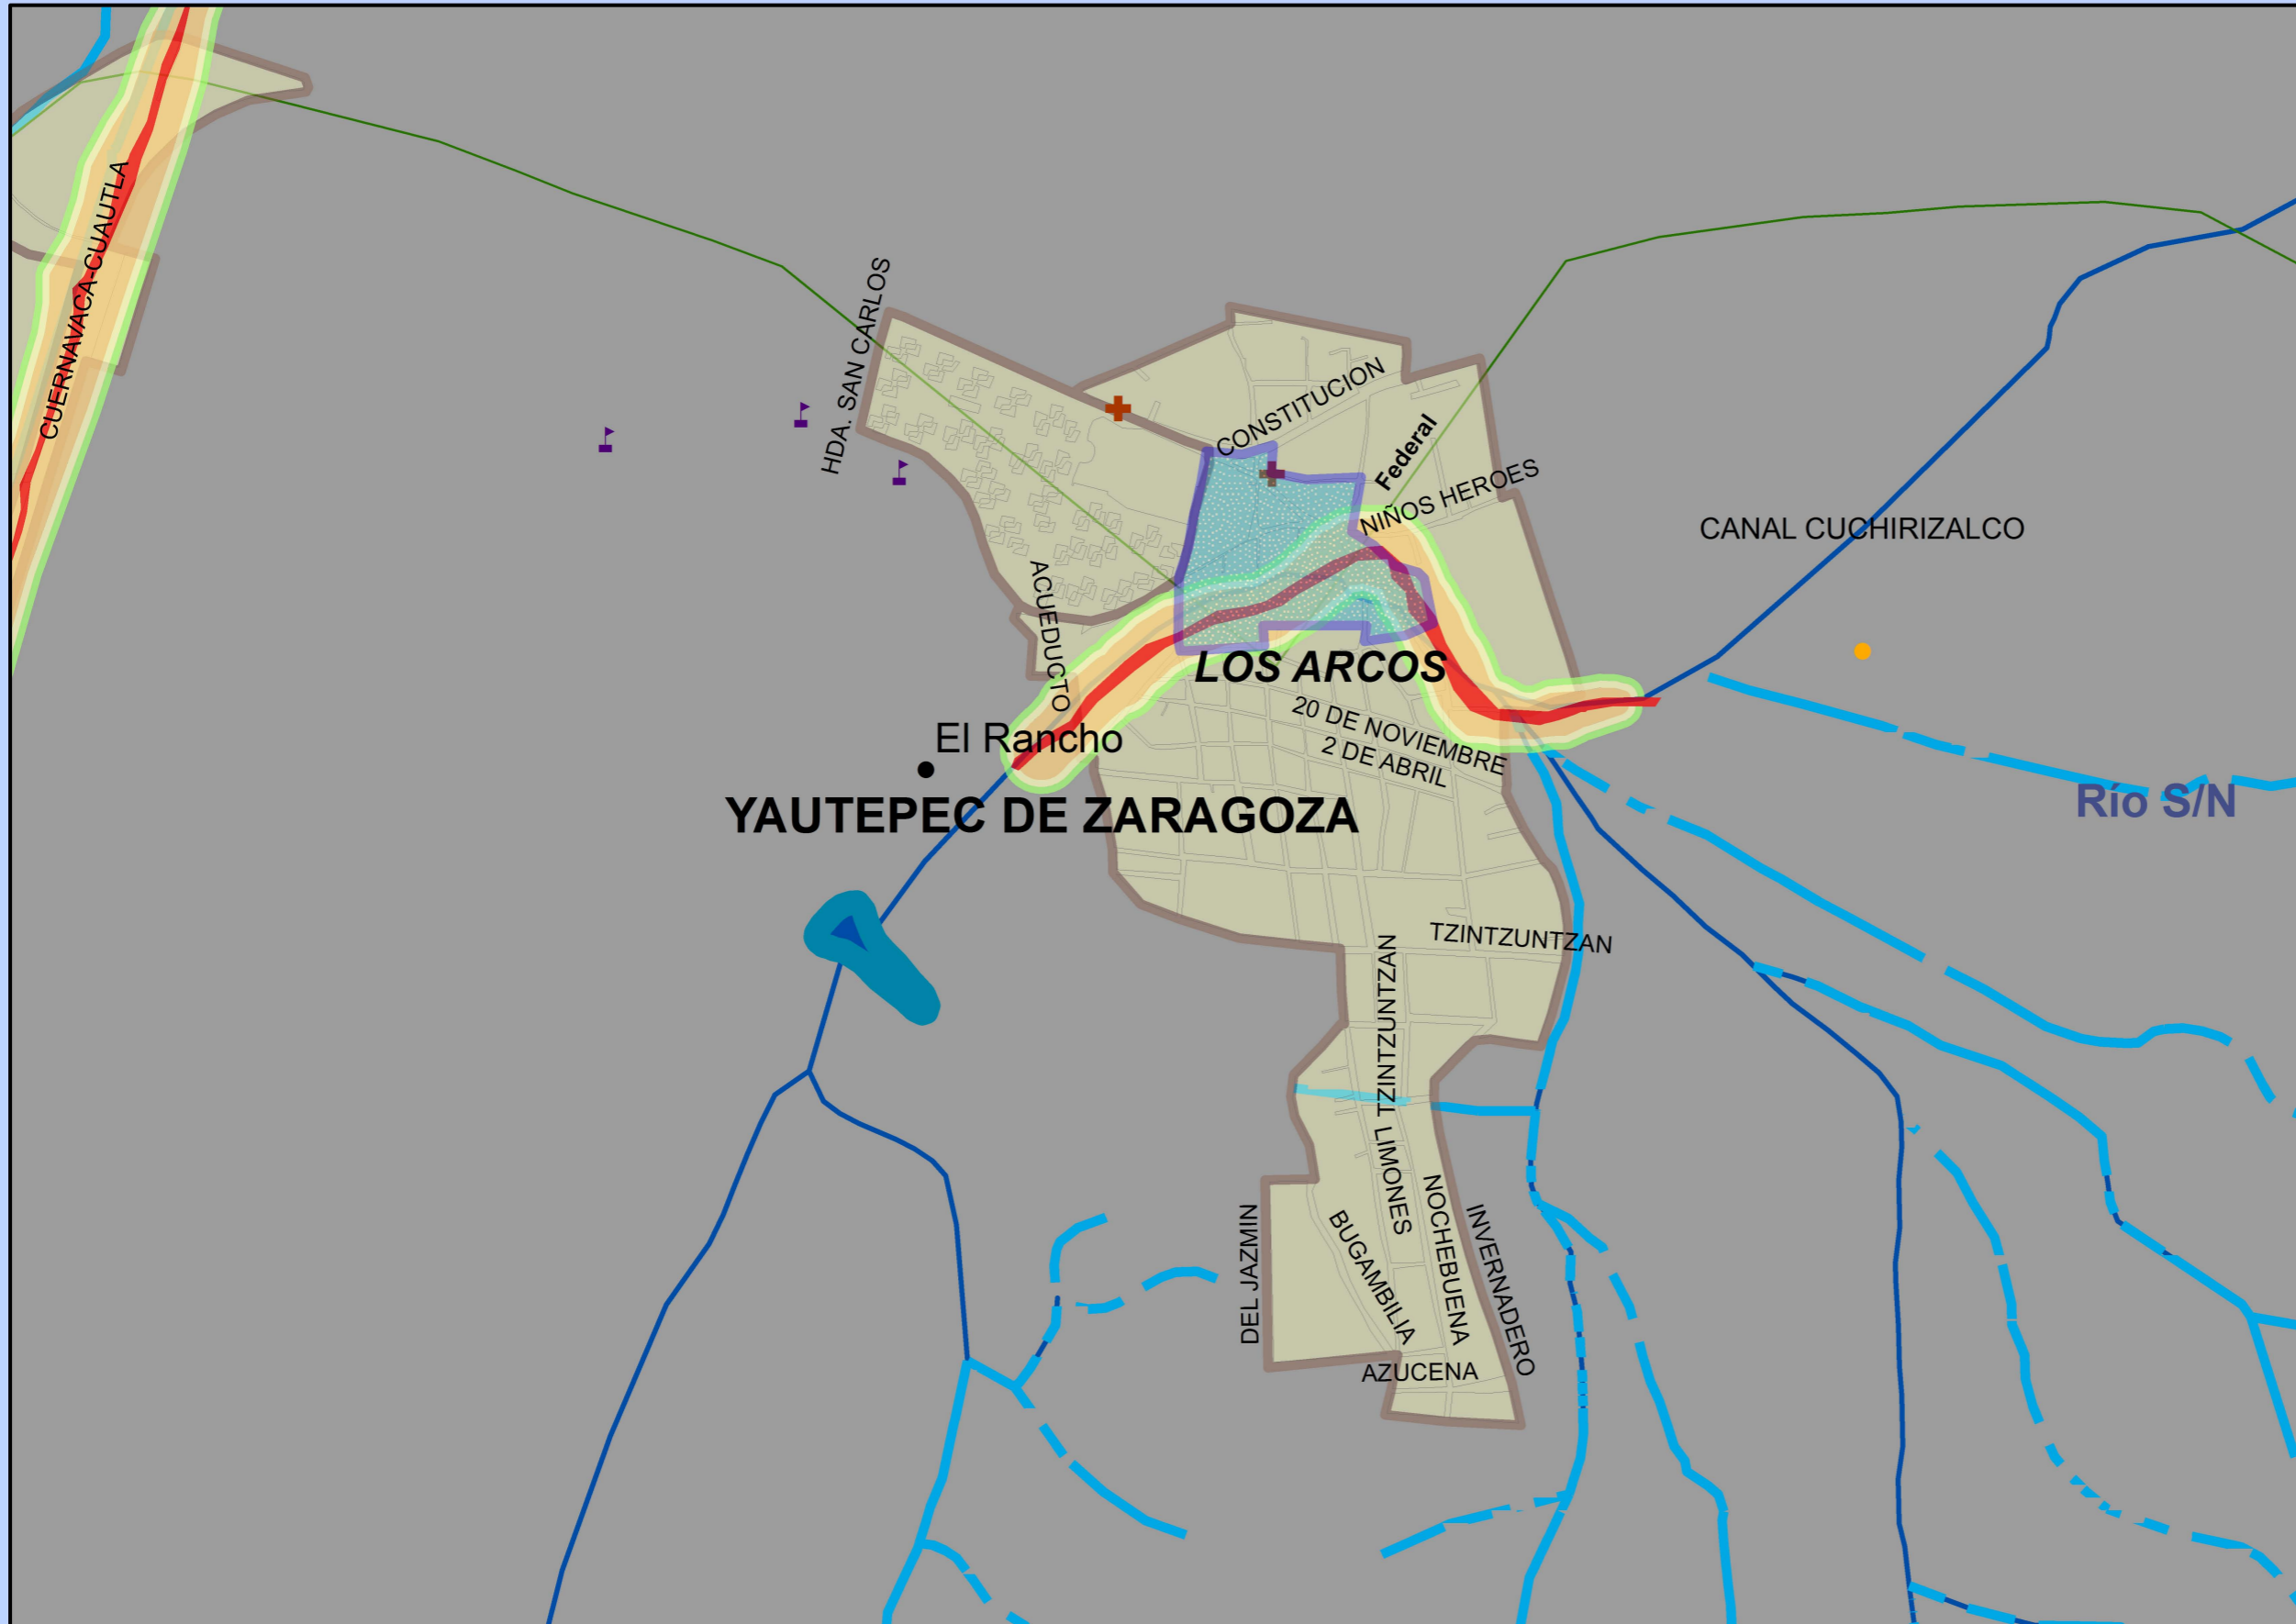 CUERNAVACA-CUAUTLA
HDA. SAN CARLOS
CONSTITUCION
Federal
NIÑOS HEROES
CANAL CUCHIRIZALCO
ACUEDUCTO
LOS ARCOS
20 DE NOVIEMBRE
2 DE ABRIL
El Rancho
YAUTEPEC DE ZARAGOZA
Río S/N
TZINTZUNTZAN
TZINTZUNTZAN
LIMONES
NOCHEBUENA
INVERNADERO
BUGAMBILIA
DEL JAZMIN
AZUCENA